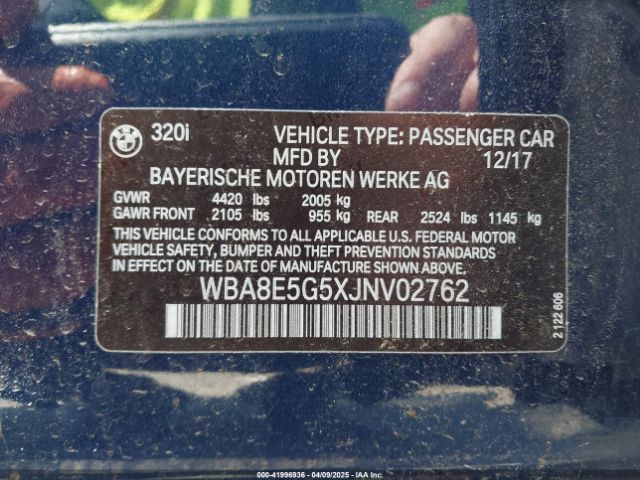 BMW 320i VEHICLE TYPE: PASSENGER CAR
MFD BY 12/17
BAYERISCHE MOTOREN WERKE AG
GVWR 4420 lbs 2005 kg
GAWR FRONT 2105 lbs 955 kg REAR 2524 lbs 1145 kg
THIS VEHICLE CONFORMS TO ALL APPLICABLE U.S. FEDERAL MOTOR
VEHICLE SAFETY, BUMPER AND THEFT PREVENTION STANDARDS
IN EFFECT ON THE DATE OF MANUFACTURE SHOWN ABOVE.
WBA8E5G5XJNV02762
2 122 606
000-41996936 - 04/09/2025 - IAA Inc.